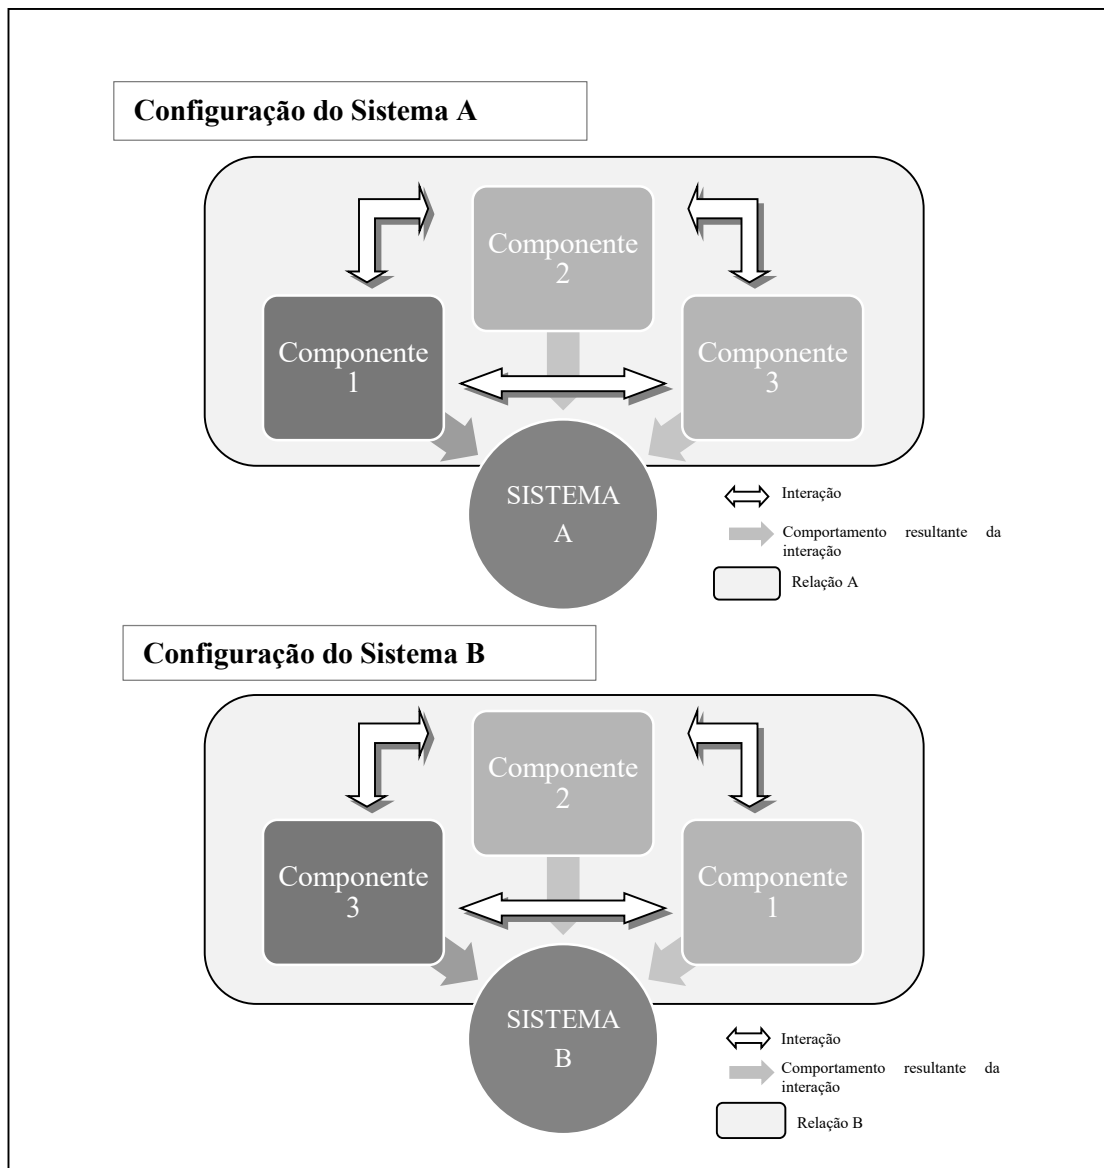 Configuração do Sistema A
Componente
2
Componente
1
Componente
3
SISTEMA
A
Interação
Comportamento resultante da
interação
Relação A
Configuração do Sistema B
Componente
2
Componente
3
Componente
1
SISTEMA
B
Interação
Comportamento resultante da
interação
Relação B